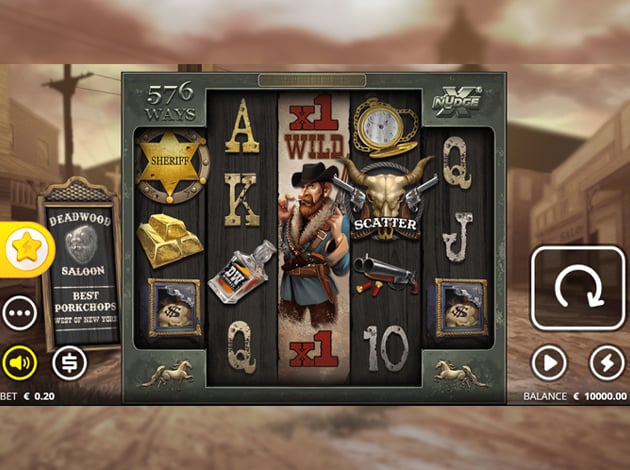 576
WAYS
xNUDGE
x1
WILD
SHERIFF
A
K
Q
J
SCATTER
DEADWOOD
SALOON
BEST
PORKCHOPS
WEST OF NEW YORK
DW
Q
x1
10
BET € 0.20
BALANCE € 10000.00